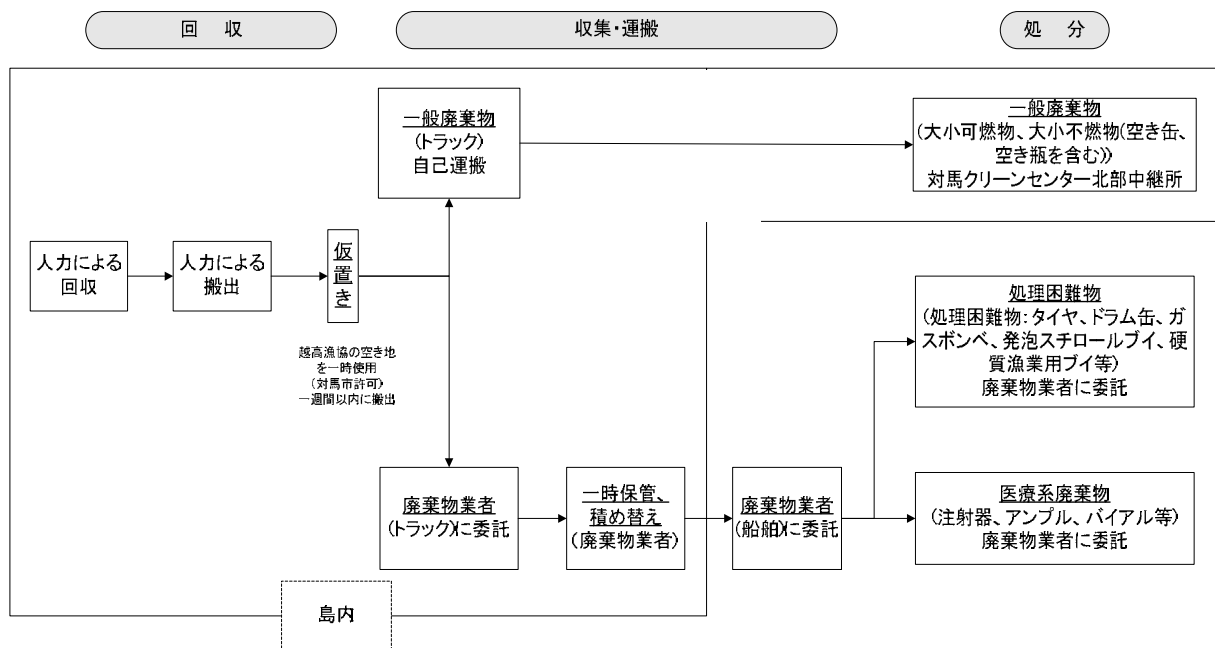 回　収
収集・運搬
処　分
一般廃棄物
(トラック)
自己運搬
一般廃棄物
(大小可燃物、大小不燃物(空き缶、
空き瓶を含む))
対馬クリーンセンター北部中継所
人力による
回収
人力による
搬出
仮置き
越高漁協の空き地
を一時使用
(対馬市許可)
一週間以内に搬出
処理困難物
(処理困難物：タイヤ、ドラム缶、ガ
スボンベ、発泡スチロールブイ、硬
質漁業用ブイ等)
廃棄物業者に委託
廃棄物業者
(トラック)に委託
一時保管、
積め替え
(廃棄物業者)
廃棄物業者
(船舶)に委託
医療系廃棄物
(注射器、アンプル、バイアル等)
廃棄物業者に委託
島内